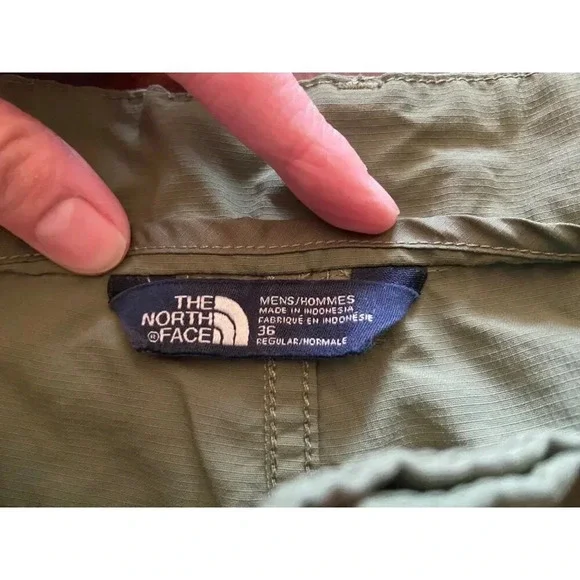 THE
NORTH
®FACE
MENS/HOMMES
MADE IN INDONESIA
FABRIQUÉ EN INDONÉSIE
36
REGULAR/NORMALE